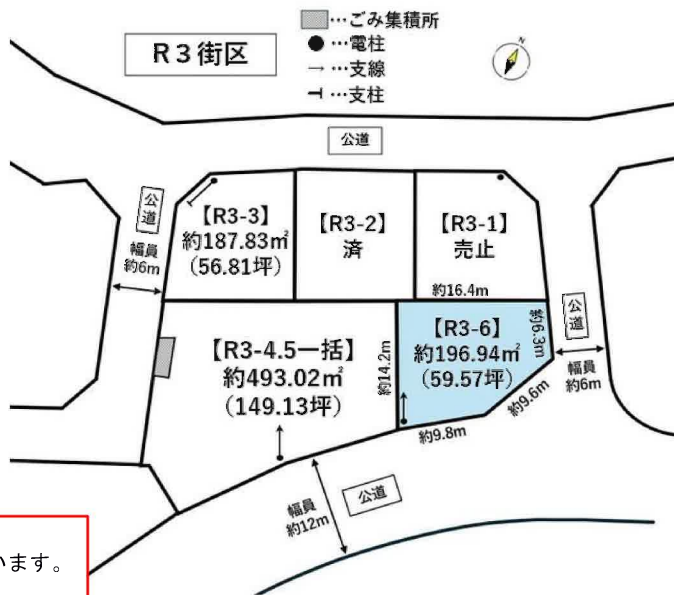 R3街区
…ごみ集積所
…電柱
…支線
…支柱
N
公道
公道
幅員
約6m
【R3-3】
約187.83㎡
(56.81坪)
【R3-2】
済
【R3-1】
売止
約16.4m
【R3-4.5一括】
約493.02㎡
(149.13坪)
約14.2m
【R3-6】
約196.94㎡
(59.57坪)
約6.3m
約9.6m
約9.8m
公道
幅員
約6m
幅員
約12m
公道
います。